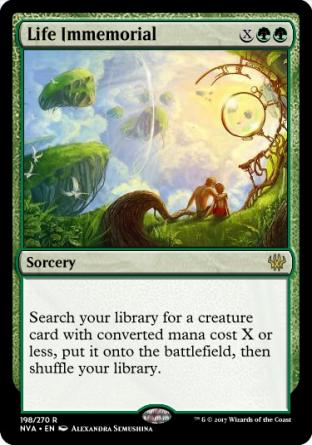 Life Immemorial X
Sorcery
Search your library for a creature
card with converted mana cost X or
less, put it onto the battlefield, then
shuffle your library.
198/270 R
NVA • EN ALEXANDRA SEMUSHINA
™ & © 2017 Wizards of the Coast